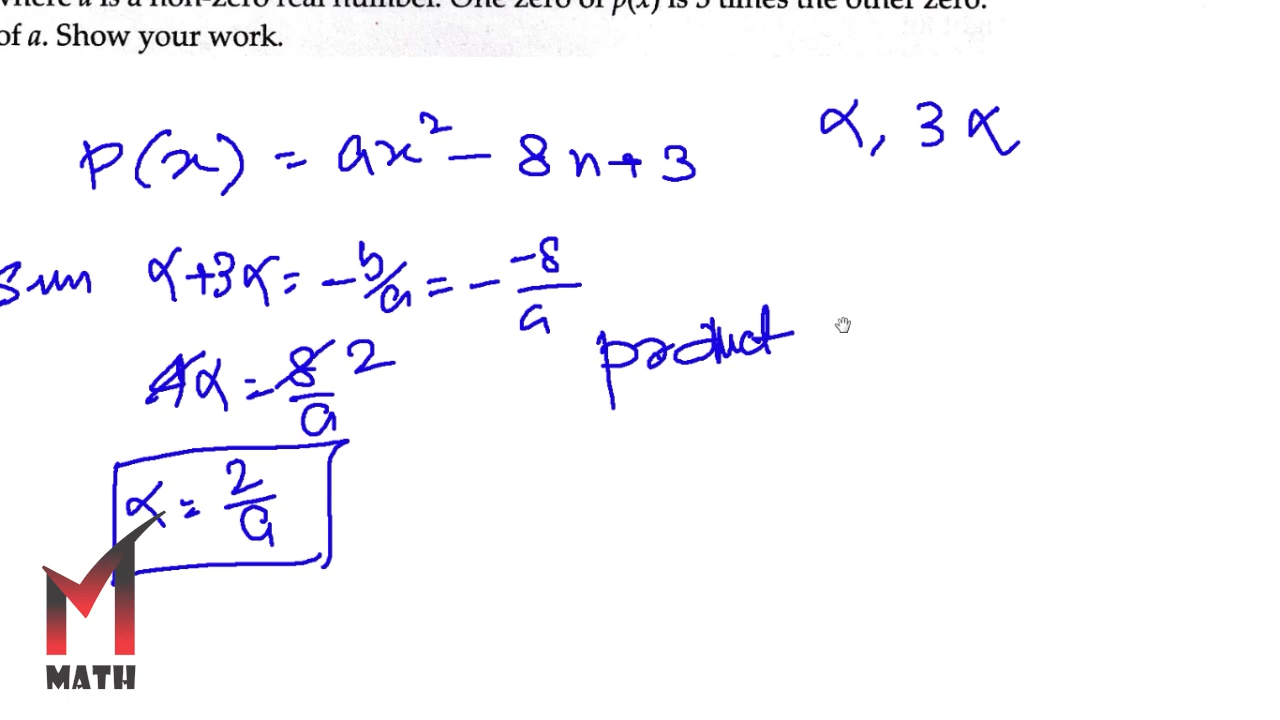 where a is a non-zero real number. One zero of p(x) is 3 times the other zero.
of a. Show your work.
p(x) = ax² - 8n + 3
α, 3α
Sum α+3α = -b/a = - -8/a
4α = 8/a 2
product
α = 2/a
MATH